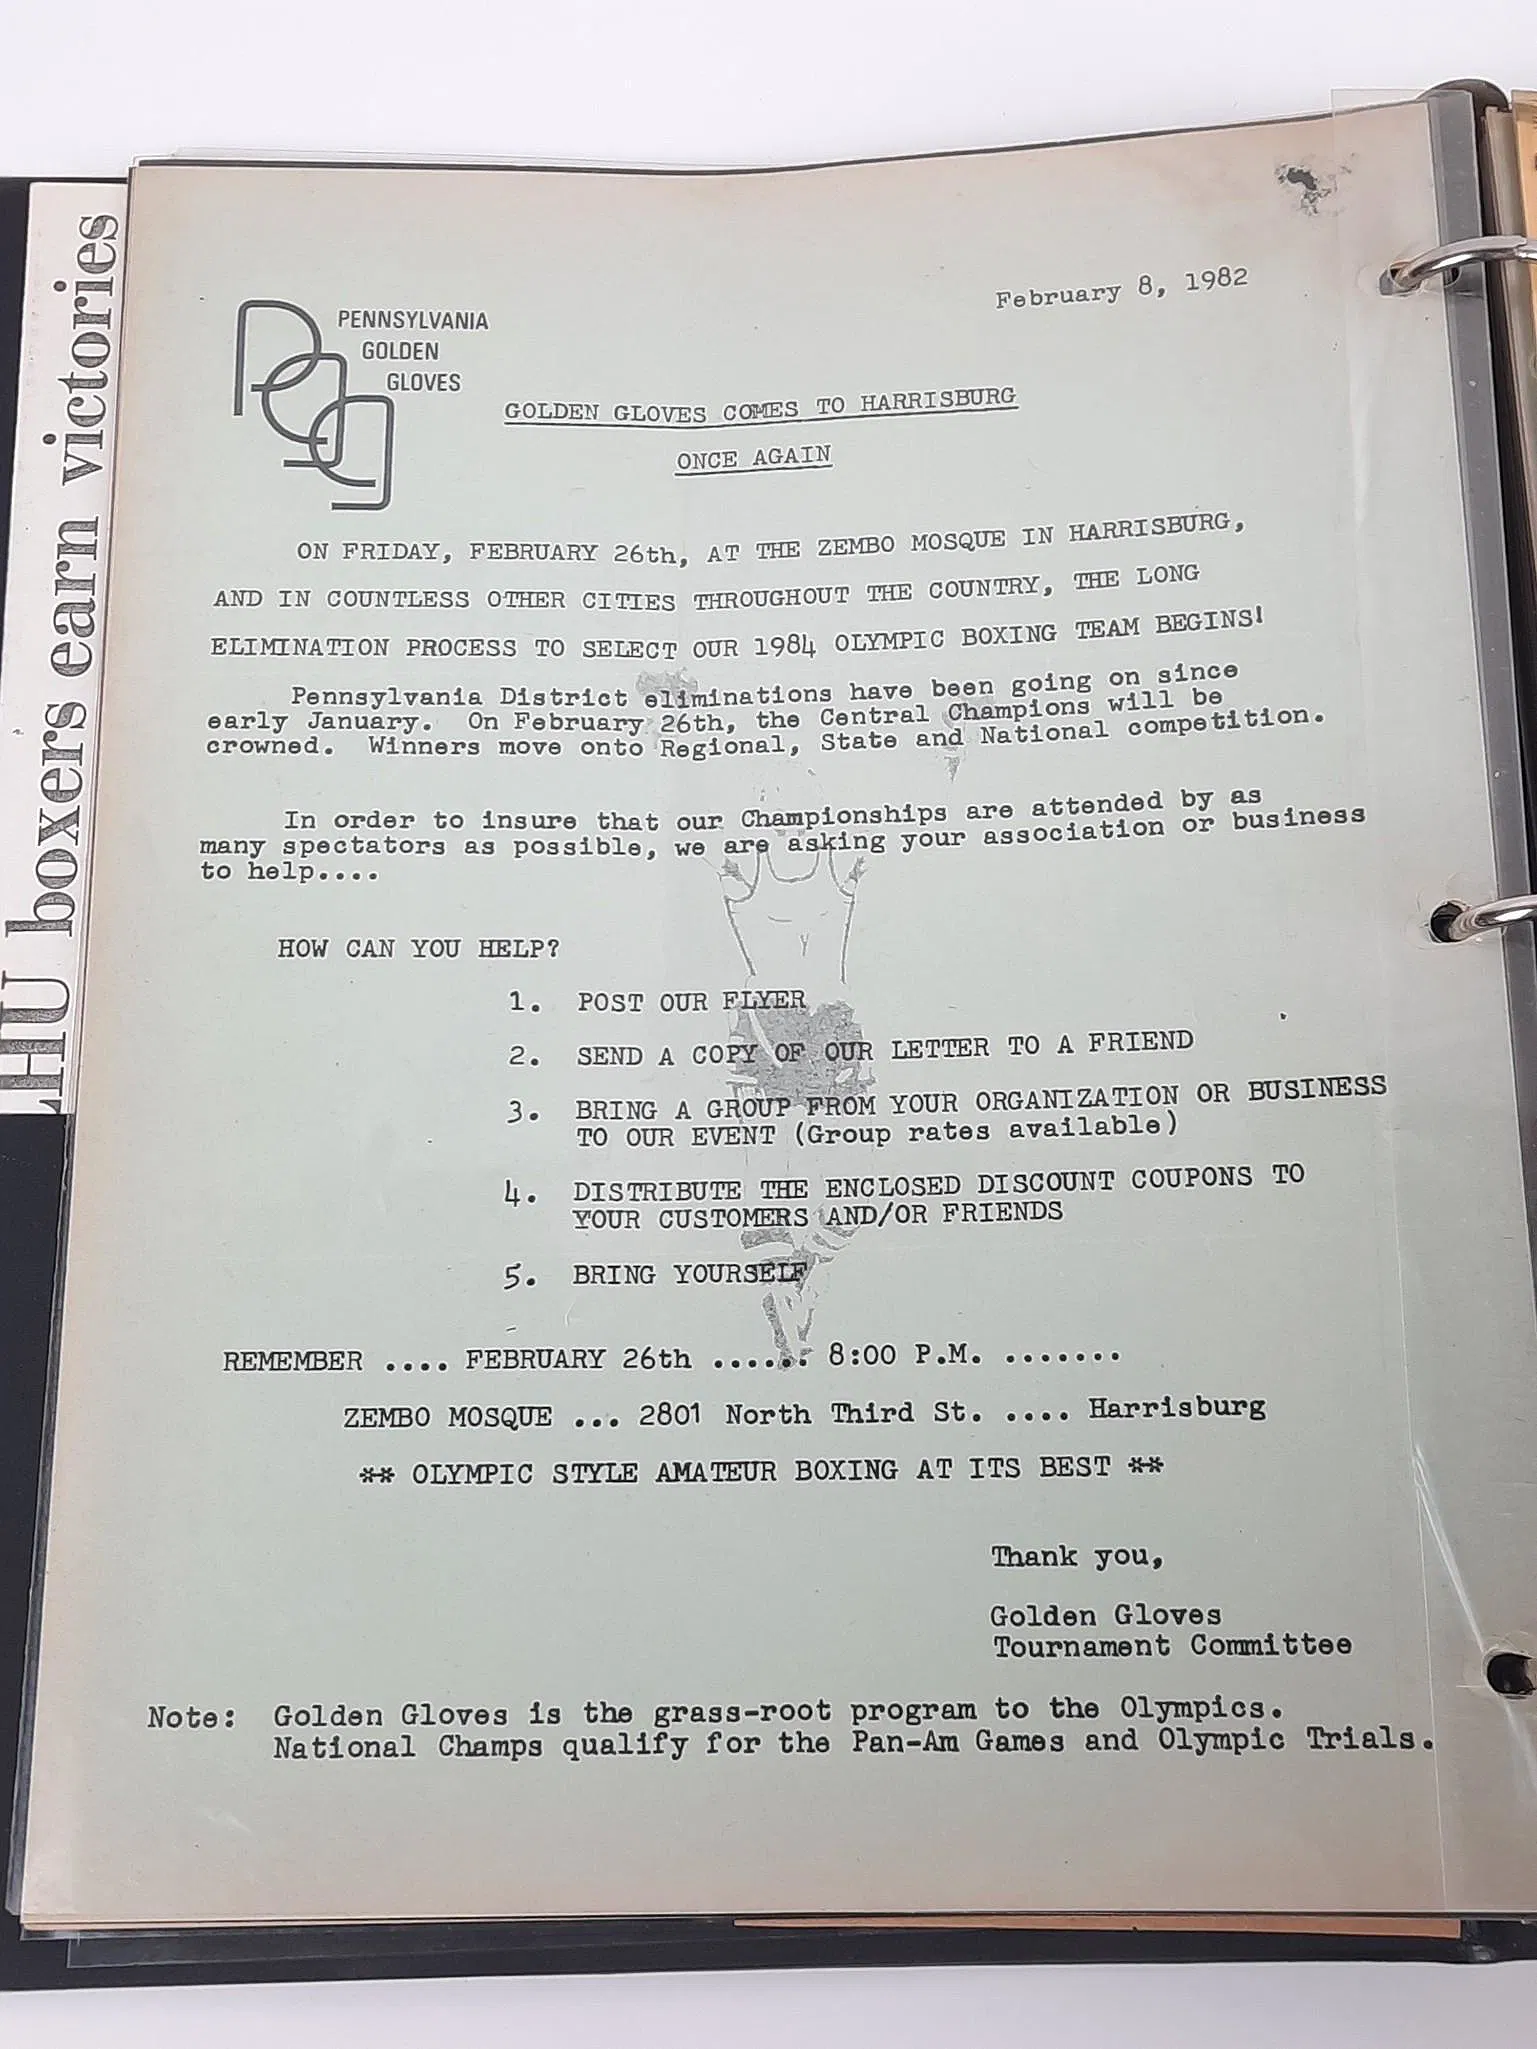 February 8, 1982
PENNSYLVANIA
GOLDEN
GLOVES
GOLDEN GLOVES COMES TO HARRISBURG
ONCE AGAIN
ON FRIDAY, FEBRUARY 26th, AT THE ZEMBO MOSQUE IN HARRISBURG,
AND IN COUNTLESS OTHER CITIES THROUGHOUT THE COUNTRY, THE LONG
ELIMINATION PROCESS TO SELECT OUR 1984 OLYMPIC BOXING TEAM BEGINS!
Pennsylvania District eliminations have been going on since
early January. On February 26th, the Central Champions will be
crowned. Winners move onto Regional, State and National competition.
In order to insure that our Championships are attended by as
many spectators as possible, we are asking your association or business
to help....
HOW CAN YOU HELP?
1. POST OUR FLYER
2. SEND A COPY OF OUR LETTER TO A FRIEND
3. BRING A GROUP FROM YOUR ORGANIZATION OR BUSINESS
TO OUR EVENT (Group rates available)
4. DISTRIBUTE THE ENCLOSED DISCOUNT COUPONS TO
YOUR CUSTOMERS AND/OR FRIENDS
5. BRING YOURSELF
REMEMBER .... FEBRUARY 26th ...... 8:00 P.M. .......
ZEMBO MOSQUE ... 2801 North Third St. .... Harrisburg
** OLYMPIC STYLE AMATEUR BOXING AT ITS BEST **
Thank you,
Golden Gloves
Tournament Committee
Note: Golden Gloves is the grass-root program to the Olympics.
National Champs qualify for the Pan-Am Games and Olympic Trials.
boxers earn victories